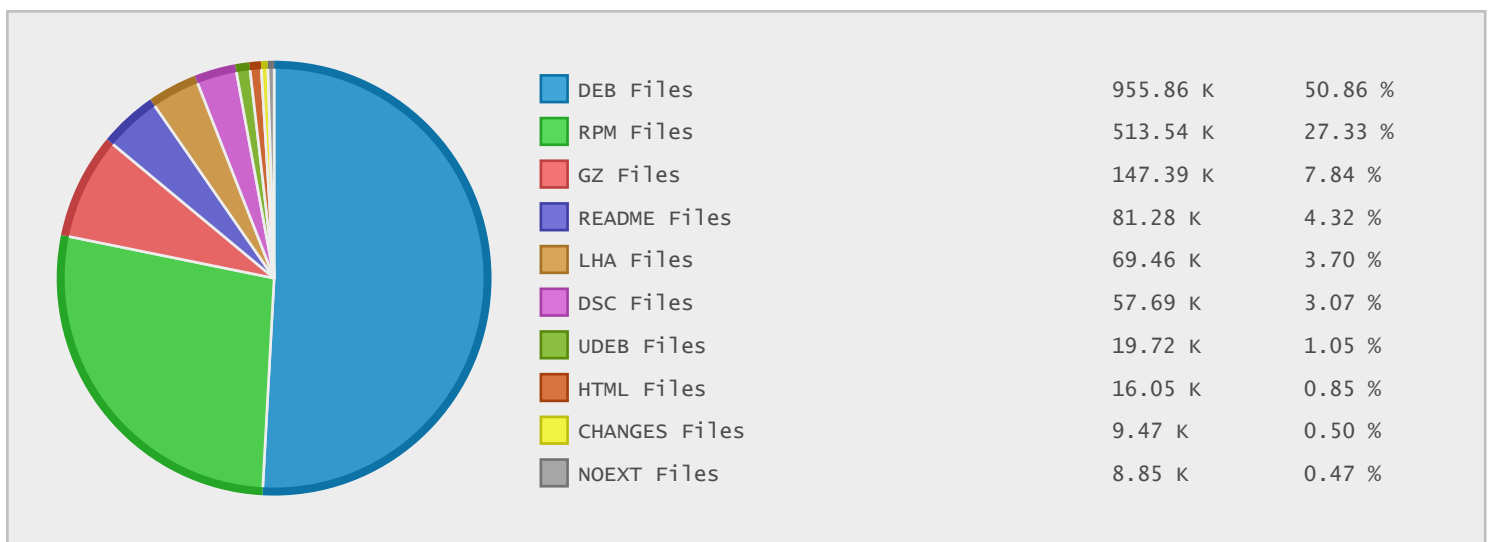 DEB Files 955.86 K 50.86 %
RPM Files 513.54 K 27.33 %
GZ Files 147.39 K 7.84 %
README Files 81.28 K 4.32 %
LHA Files 69.46 K 3.70 %
DSC Files 57.69 K 3.07 %
UDEB Files 19.72 K 1.05 %
HTML Files 16.05 K 0.85 %
CHANGES Files 9.47 K 0.50 %
NOEXT Files 8.85 K 0.47 %